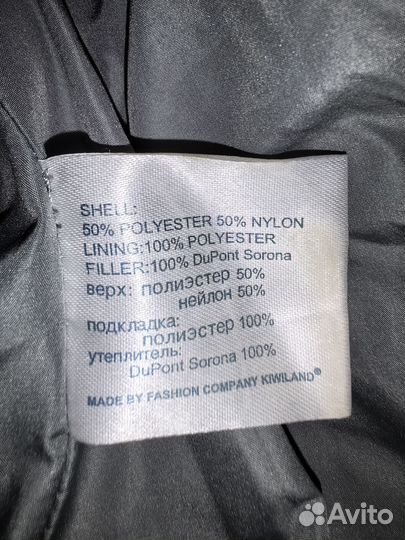 SHELL:
50% POLYESTER 50% NYLON
LINING:100% POLYESTER
FILLER:100% DuPont Sorona
верх: полиэстер 50%
нейлон 50%
подкладка:
полиэстер 100%
утеплитель:
DuPont Sorona 100%
MADE BY FASHION COMPANY KIWILAND®
Avito